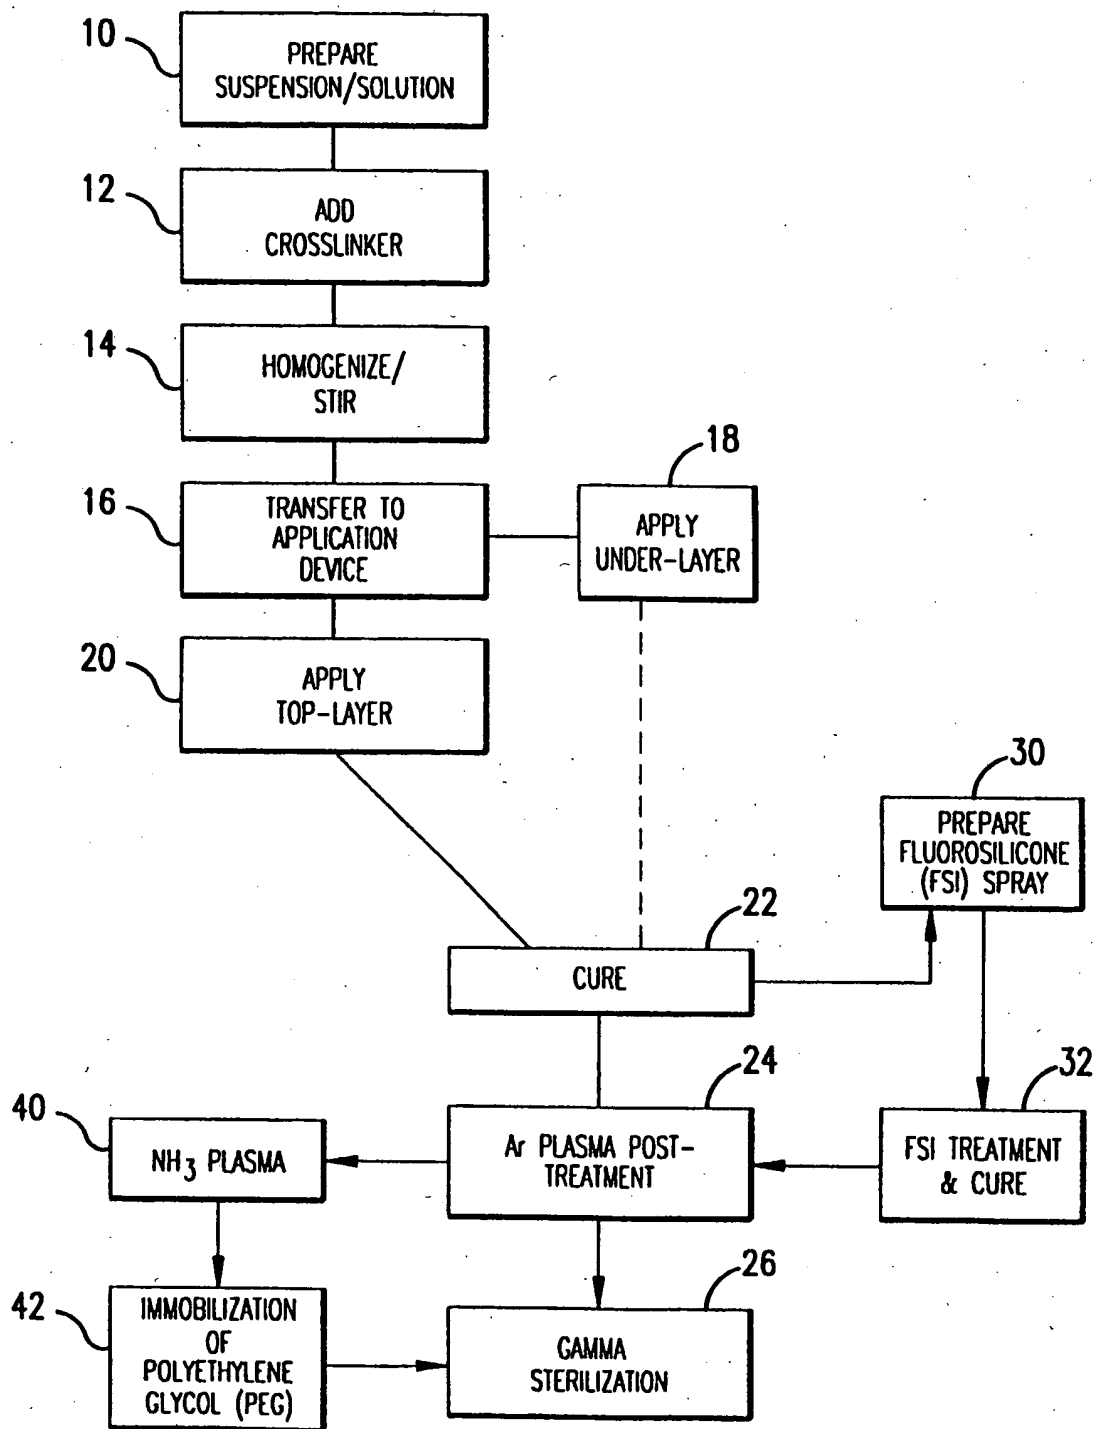 10
PREPARE
SUSPENSION/SOLUTION
12
ADD
CROSSLINKER
14
HOMOGENIZE/
STIR
16
TRANSFER TO
APPLICATION
DEVICE
18
APPLY
UNDER-LAYER
20
APPLY
TOP-LAYER
30
PREPARE
FLUOROSILICONE
(FSI) SPRAY
22
CURE
24
Ar PLASMA POST-
TREATMENT
32
FSI TREATMENT
& CURE
40
NH3 PLASMA
42
IMMOBILIZATION
OF
POLYETHYLENE
GLYCOL (PEG)
26
GAMMA
STERILIZATION